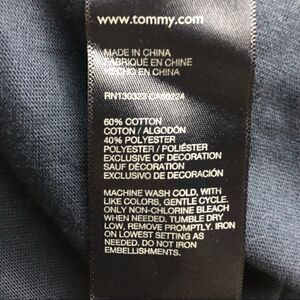 www.tommy.com
MADE IN CHINA
FABRIQUÉ EN CHINE
HECHO EN CHINA
RN130323 CA56224
60% COTTON
COTON / ALGODÓN
40% POLYESTER
POLYESTER / POLIÉSTER
EXCLUSIVE OF DECORATION
SAUF DÉCORATION
EXCLUSIVO DE DECORACIÓN
MACHINE WASH COLD, WITH
LIKE COLORS, GENTLE CYCLE.
ONLY NON-CHLORINE BLEACH
WHEN NEEDED. TUMBLE DRY
LOW, REMOVE PROMPTLY. IRON
ON LOWEST SETTING AS
NEEDED. DO NOT IRON
EMBELLISHMENTS.